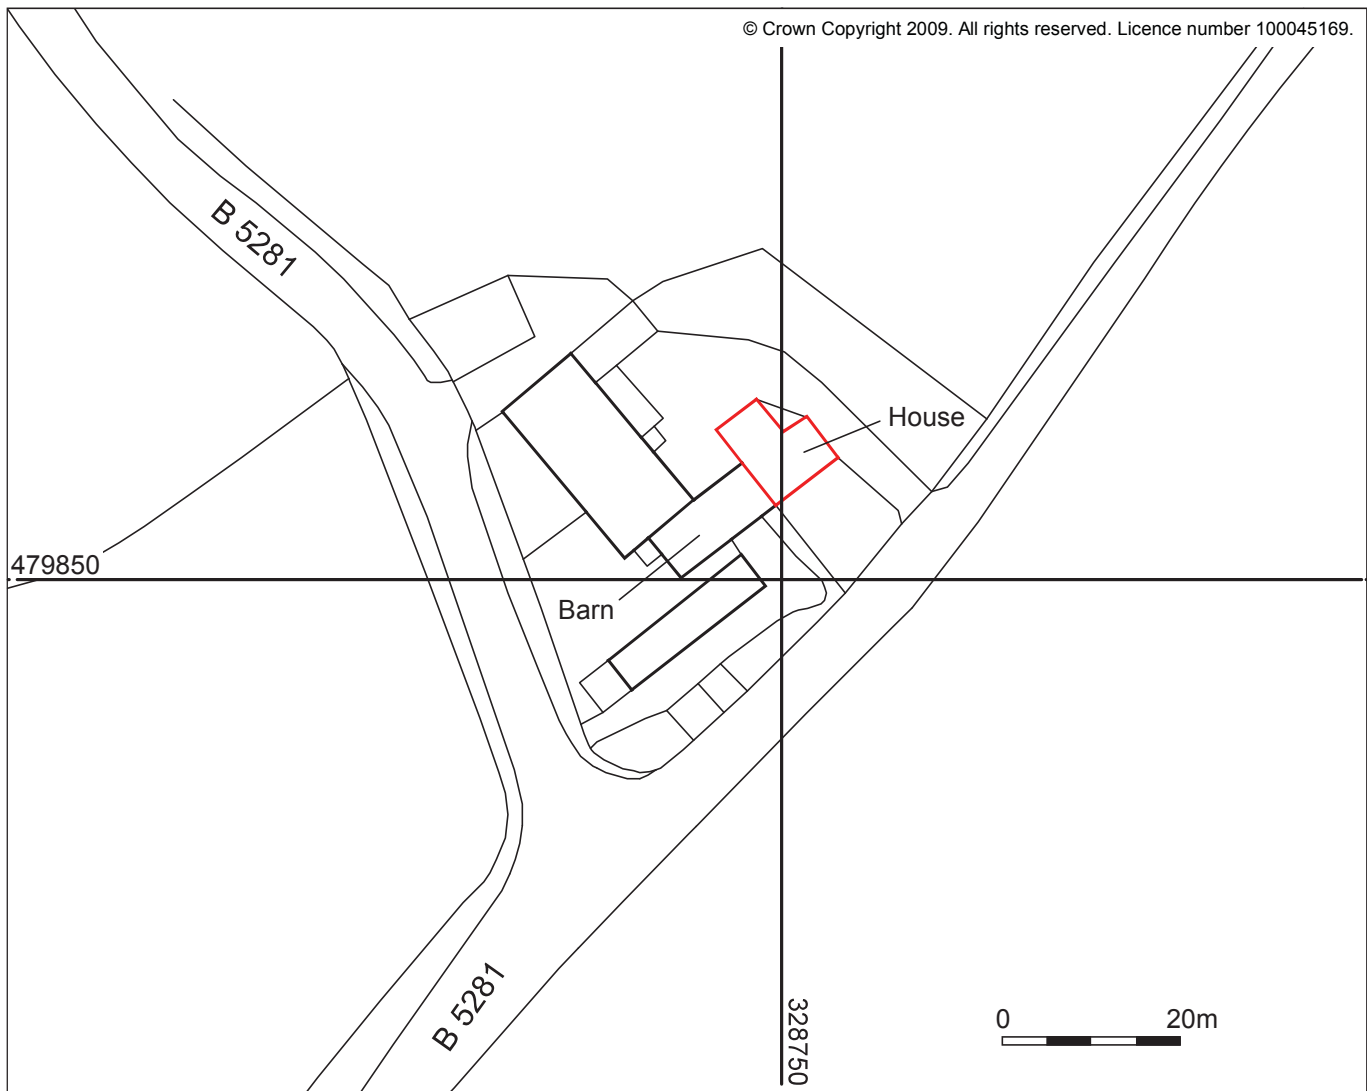 © Crown Copyright 2009. All rights reserved. Licence number 100045169.
B 5281
House
479850
Barn
B 5281
328750
0 20m